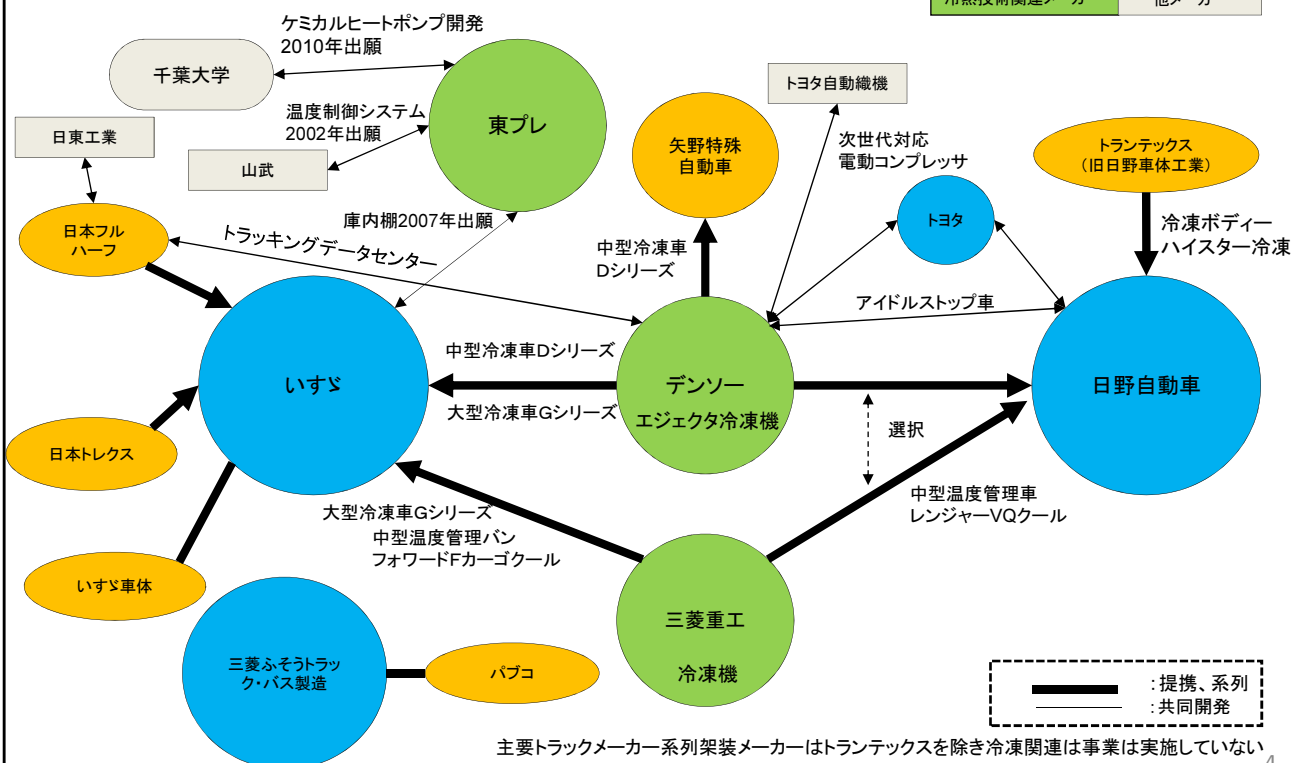 冷熱技術関連メーカー
他メーカー
ケミカルヒートポンプ開発
2010年出願
千葉大学
東プレ
温度制御システム
2002年出願
日東工業
山武
トヨタ自動織機
矢野特殊
自動車
次世代対応
電動コンプレッサ
トランテックス
(旧日野車体工業)
トヨタ
日本フル
ハーフ
庫内棚2007年出願
トラッキングデータセンター
中型冷凍車
Dシリーズ
冷凍ボディー
ハイスター冷凍
アイドルストップ車
いすゞ
中型冷凍車Dシリーズ
大型冷凍車Gシリーズ
デンソー
エジェクタ冷凍機
日野自動車
選択
日本トレクス
中型温度管理車
レンジャーVQクール
大型冷凍車Gシリーズ
中型温度管理バン
フォワードFカーゴクール
いすゞ車体
三菱重工
冷凍機
三菱ふそうトラッ
ク・バス製造
パブコ
:提携、系列
:共同開発
主要トラックメーカー系列架装メーカーはトランテックスを除き冷凍関連は事業は実施していない
4